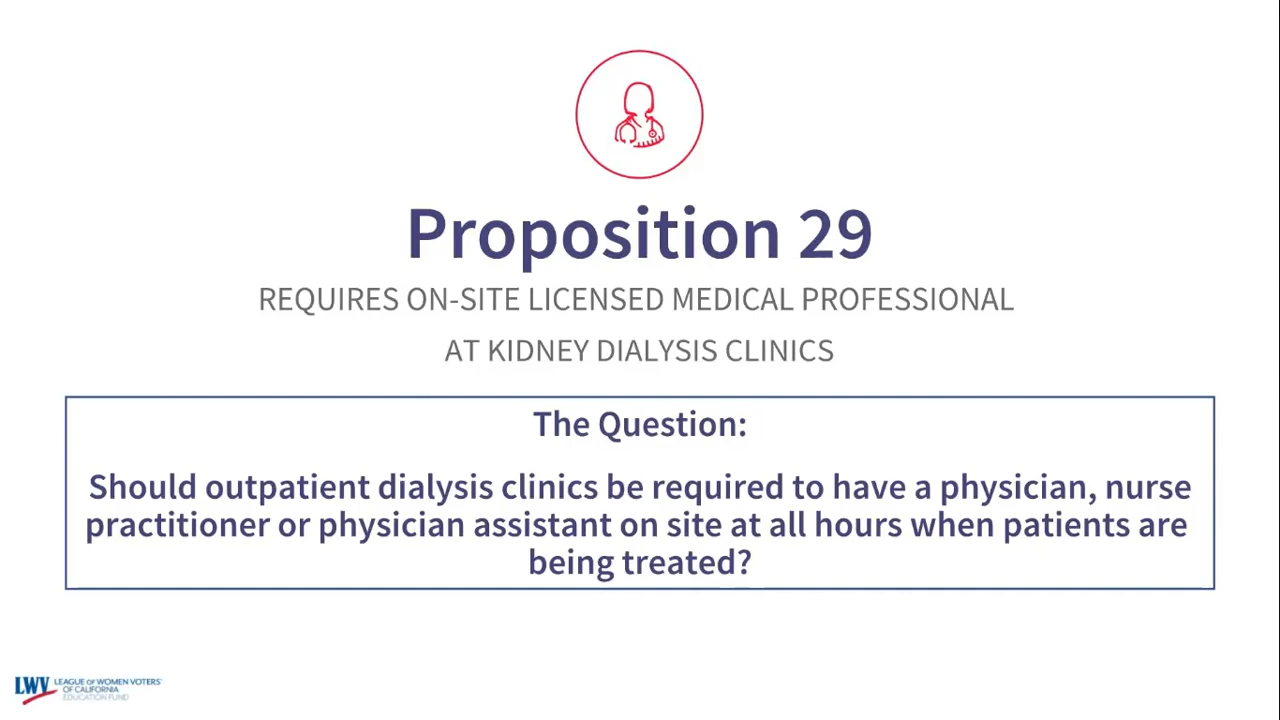 Proposition 29
REQUIRES ON-SITE LICENSED MEDICAL PROFESSIONAL
AT KIDNEY DIALYSIS CLINICS
The Question:
Should outpatient dialysis clinics be required to have a physician, nurse
practitioner or physician assistant on site at all hours when patients are
being treated?
LWV LEAGUE OF WOMEN VOTERS®
OF CALIFORNIA
EDUCATION FUND